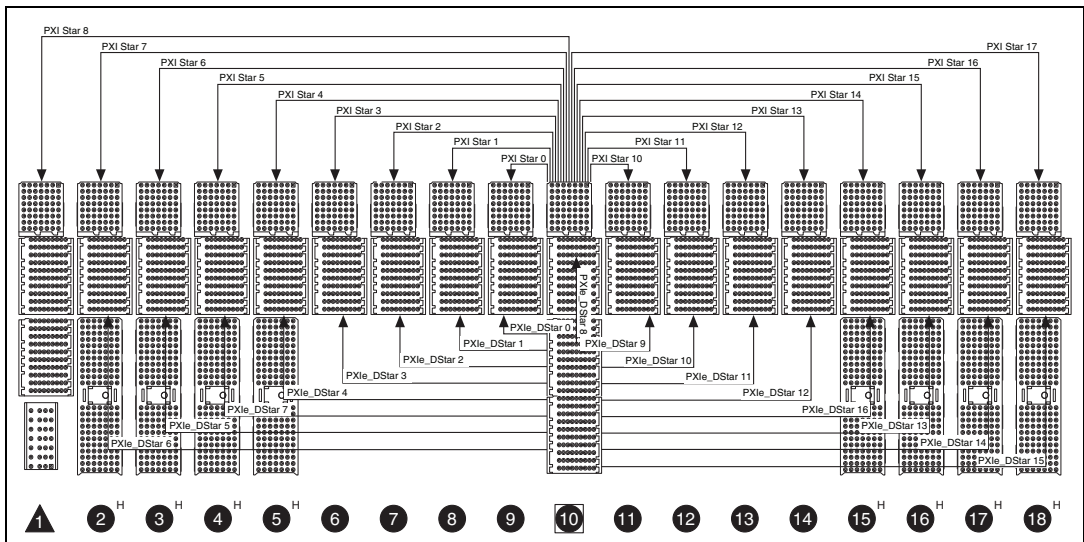 PXI Star 8
PXI Star 17
PXI Star 7
PXI Star 16
PXI Star 6
PXI Star 15
PXI Star 5
PXI Star 14
PXI Star 4
PXI Star 13
PXI Star 3
PXI Star 12
PXI Star 2
PXI Star 11
PXI Star 1
PXI Star 0
PXI Star 10
PXIe_DStar 8
PXIe_DStar 0
PXIe_DStar 1
PXIe_DStar 9
PXIe_DStar 2
PXIe_DStar 10
PXIe_DStar 3
PXIe_DStar 11
PXIe_DStar 4
PXIe_DStar 12
PXIe_DStar 7
PXIe_DStar 16
PXIe_DStar 5
PXIe_DStar 13
PXIe_DStar 6
PXIe_DStar 14
PXIe_DStar 15
1 2 H 3 H 4 H 5 H 6 7 8 9 10 11 12 13 14 15 H 16 H 17 H 18 H